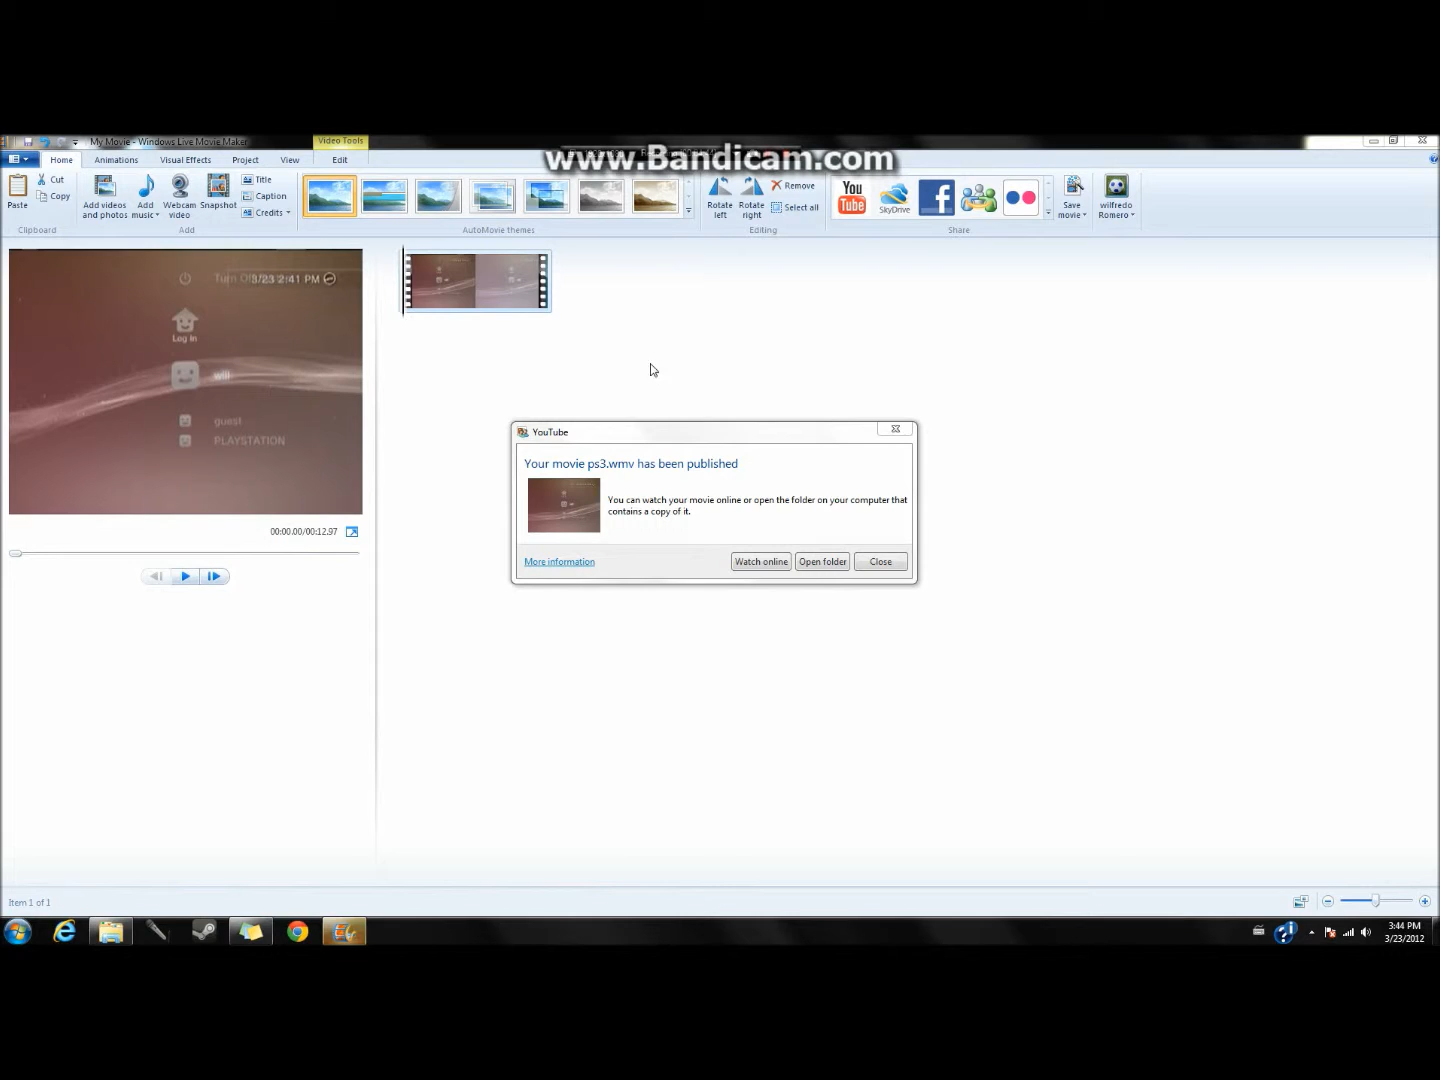 My Movie - Windows Live Movie Maker
Video Tools
www.Bandicam.com
Home
Animations
Visual Effects
Project
View
Edit
Paste
Cut
Copy
Clipboard
Add videos
and photos
Add
music
Webcam
video
Snapshot
Title
Caption
Credits
Add
AutoMovie themes
Rotate
left
Rotate
right
Remove
Select all
Editing
You
Tube
SkyDrive
f
Share
Save
movie
wilfredo
Romero
Turn Off
3/23 2:41 PM
Log In
will
guest
PLAYSTATION
00:00.00/00:12.97
YouTube
Your movie ps3.wmv has been published
You can watch your movie online or open the folder on your computer that
contains a copy of it.
More information
Watch online
Open folder
Close
Item 1 of 1
3:44 PM
3/23/2012